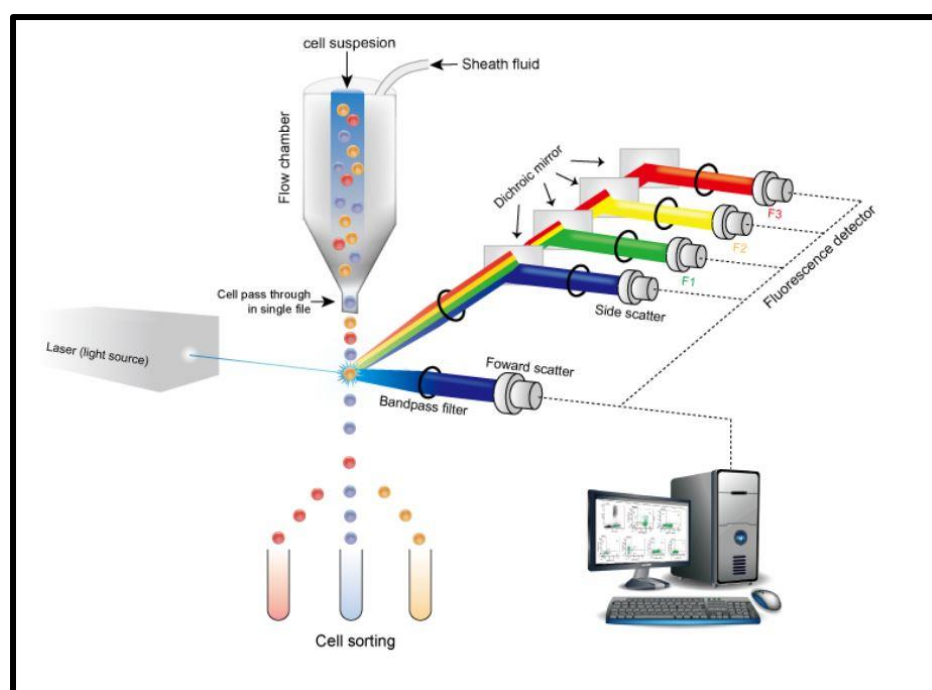 cell suspesion
Sheath fluid
Flow chamber
Dichroic mirror
F3
F2
F1
Fluorescence detector
Cell pass through
in single file
Side scatter
Laser (light source)
Foward scatter
Bandpass filter
Cell sorting